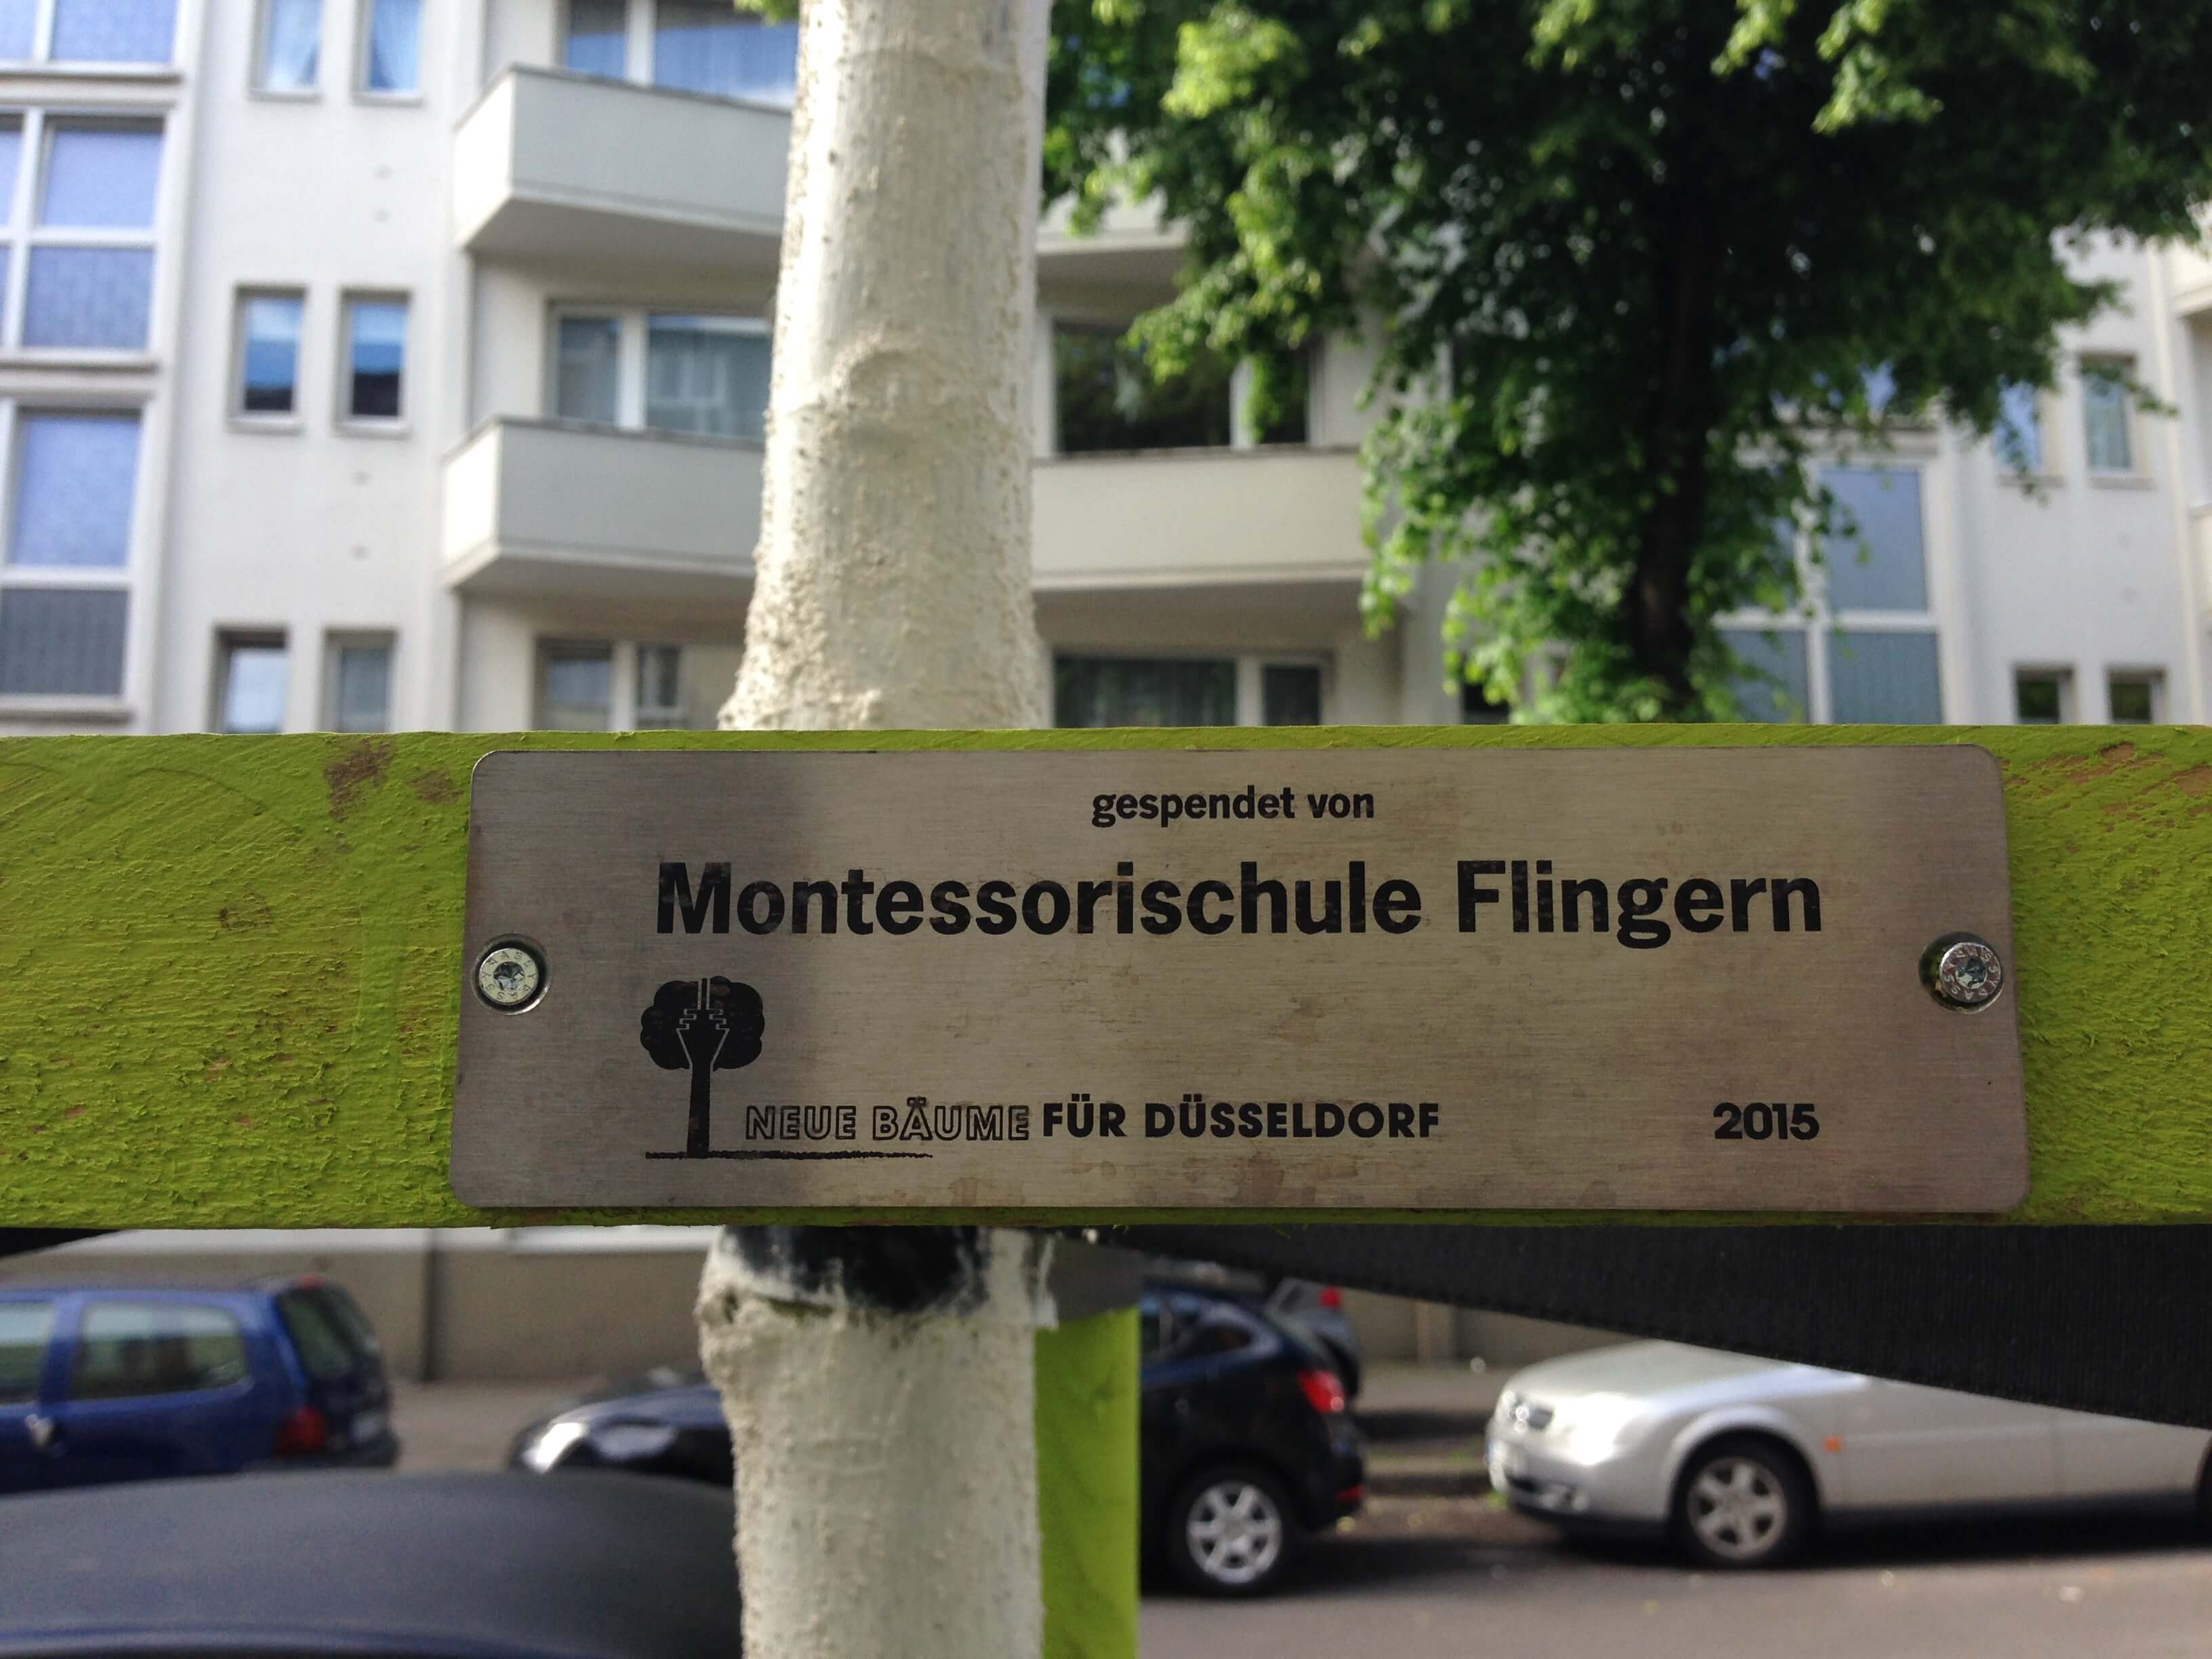 gespendet von
Montessorischule Flingern
NEUE BÄUME FÜR DÜSSELDORF 2015